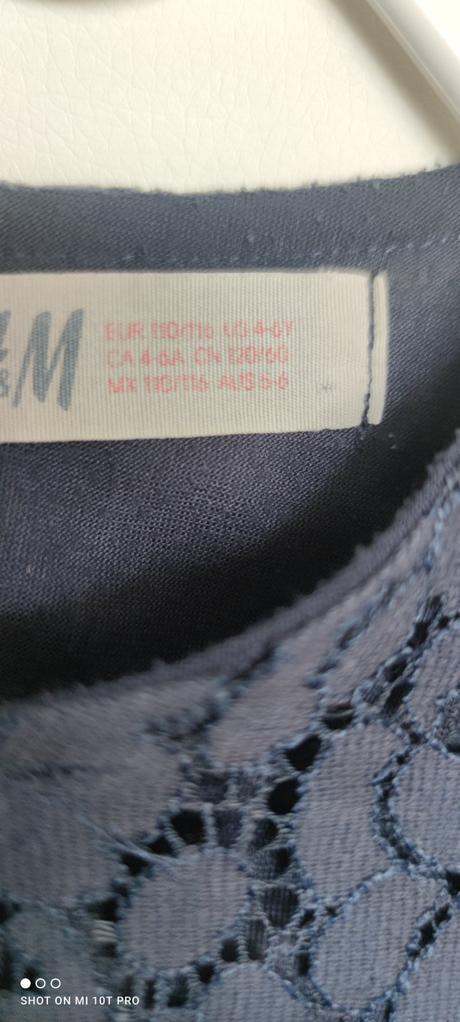 &M
EUR 110/116 US 4-6Y
CA 4-6A CN 120/60
MX 110/116 AUS 5-6
SHOT ON MI 10T PRO